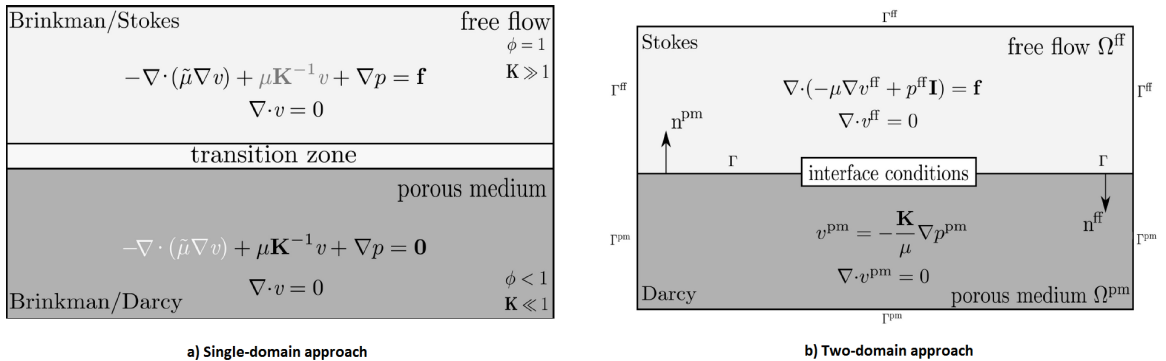 Brinkman/Stokes
free flow
ϕ = 1
K ≫ 1
−∇·(μ̃∇v) + μK⁻¹v + ∇p = f
∇·v = 0
transition zone
porous medium
−∇·(μ̃∇v) + μK⁻¹v + ∇p = 0
∇·v = 0
ϕ < 1
K ≪ 1
Brinkman/Darcy
a) Single-domain approach
Γ^ff
Stokes
free flow Ω^ff
∇·(−μ∇v^ff + p^ff I) = f
Γ^ff
Γ^ff
∇·v^ff = 0
n^pm
Γ
Γ
interface conditions
n^ff
v^pm = −K/μ ∇p^pm
Γ^pm
Γ^pm
∇·v^pm = 0
Darcy
porous medium Ω^pm
Γ^pm
b) Two-domain approach